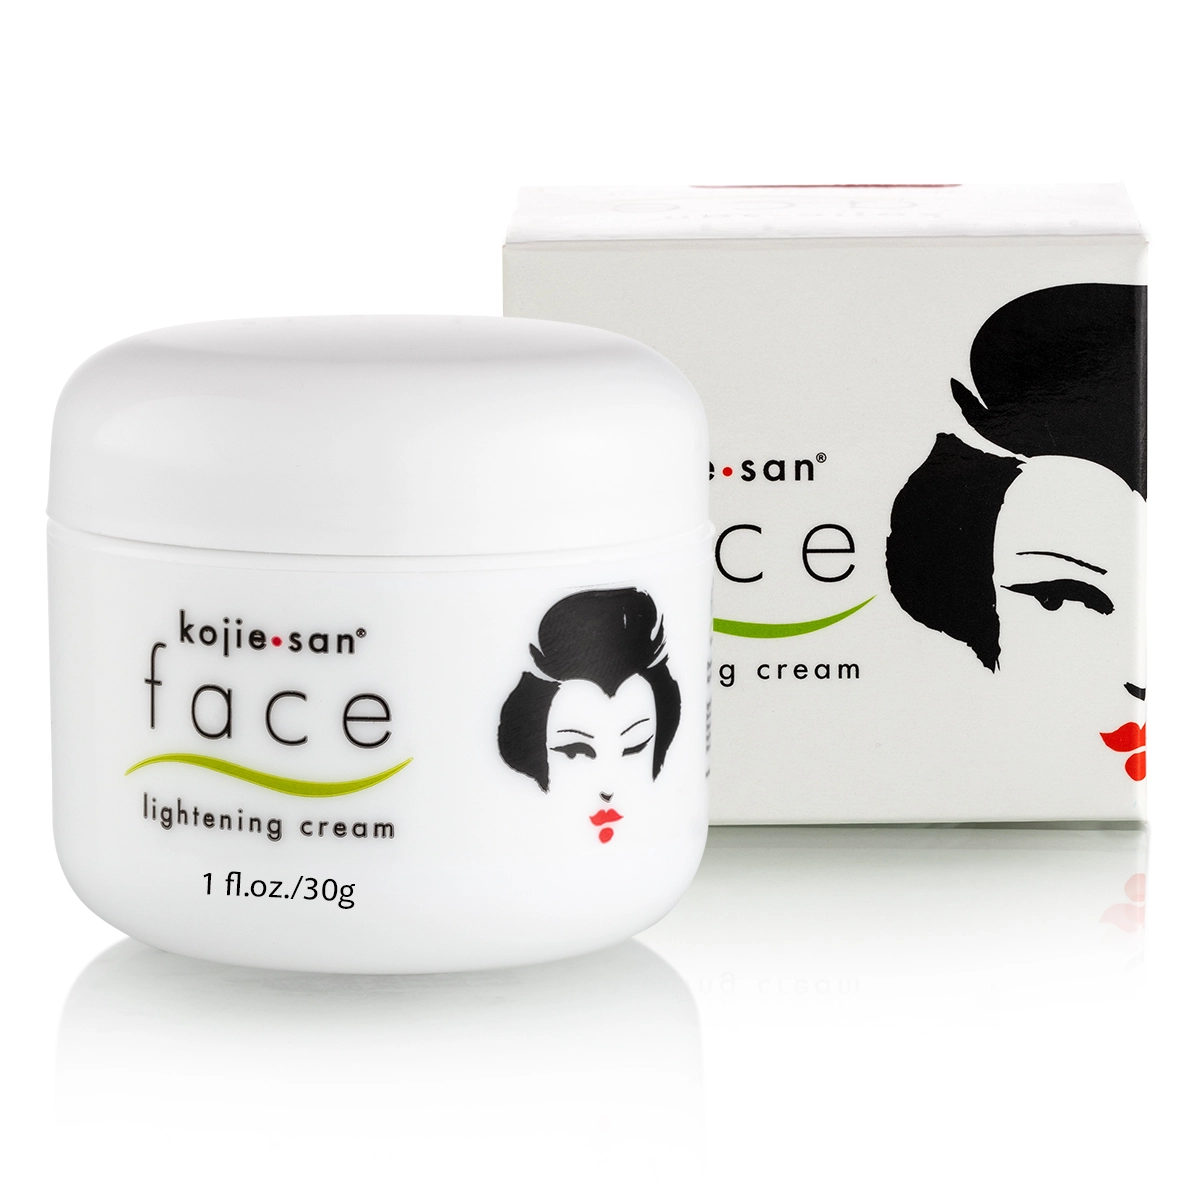 kojie•san®
face
lightening cream
1 fl.oz./30g
san®
ce
cream